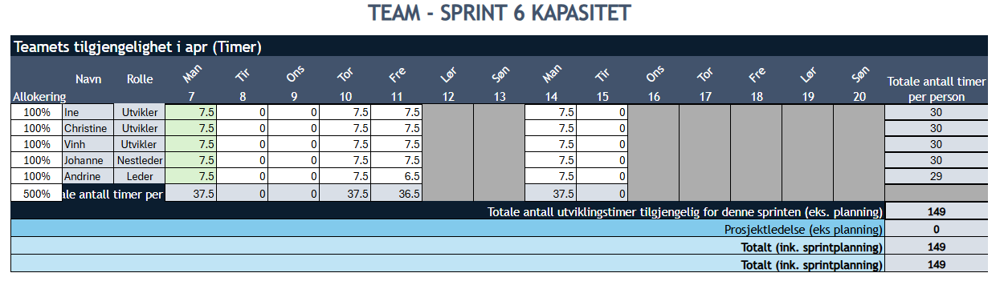 TEAM - SPRINT 6 KAPASITET
Teamets tilgjengelighet i apr (Timer)
Allokering Navn Rolle Man 7 Tir 8 Ons 9 Tor 10 Fre 11 Lør 12 Søn 13 Man 14 Tir 15 Ons 16 Tor 17 Fre 18 Lør 19 Søn 20 Totale antall timer per person
100% Ine Utvikler 7.5 0 0 7.5 7.5 7.5 0 30
100% Christine Utvikler 7.5 0 0 7.5 7.5 7.5 0 30
100% Vinh Utvikler 7.5 0 0 7.5 7.5 7.5 0 30
100% Johanne Nestleder 7.5 0 0 7.5 7.5 7.5 0 30
100% Andrine Leder 7.5 0 0 7.5 6.5 7.5 0 29
500% ale antall timer per 37.5 0 0 37.5 36.5 37.5 0
Totale antall utviklingstimer tilgjengelig for denne sprinten (eks. planning) 149
Prosjektledelse (eks planning) 0
Totalt (ink. sprintplanning) 149
Totalt (ink. sprintplanning) 149